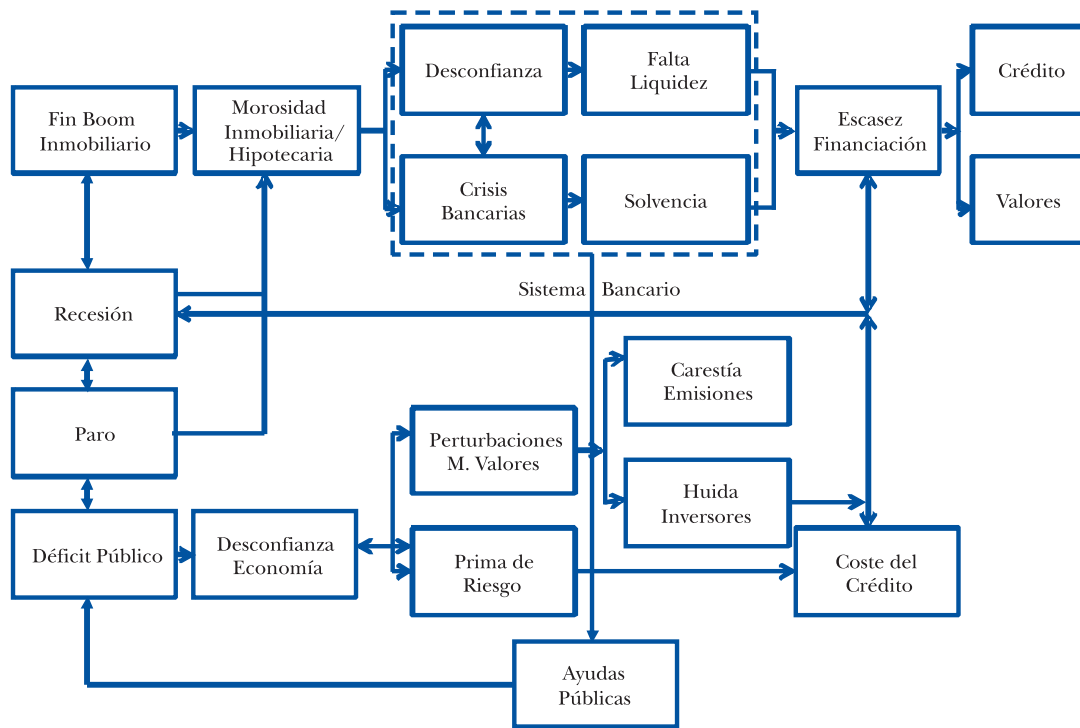 Desconfianza
Falta
Liquidez
Crédito
Fin Boom
Inmobiliario
Morosidad
Inmobiliaria/
Hipotecaria
Escasez
Financiación
Crisis
Bancarias
Solvencia
Valores
Sistema Bancario
Recesión
Carestía
Emisiones
Paro
Perturbaciones
M. Valores
Huida
Inversores
Déficit Público
Desconfianza
Economía
Prima de
Riesgo
Coste del
Crédito
Ayudas
Públicas